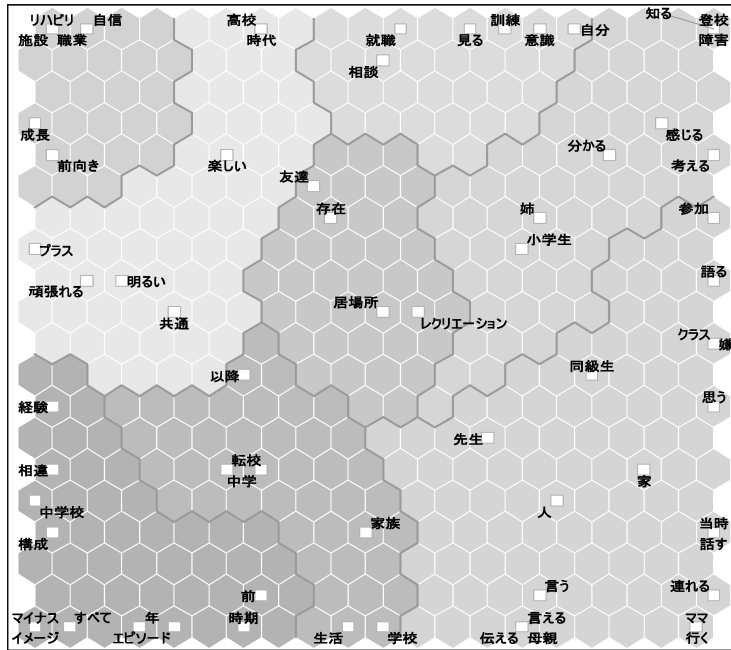 リハビリ 自信 高校 訓練 知る 登校
施設 職業 時代 就職 見る 意識 自分 障害
相談
成長 感じる
前向き 楽しい 分かる 考える
友達
存在 姉 参加
小学生
プラス
頑張れる 明るい 語る
共通 居場所 レクリエーション
クラス 嫌
以降 同級生
経験 思う
先生
転校
相違 中学 家
中学校 人
構成 家族 当時
話す
前 言う 連れる
マイナス すべて 年 時期 言える ママ
イメージ エピソード 生活 学校 伝える 母親 行く